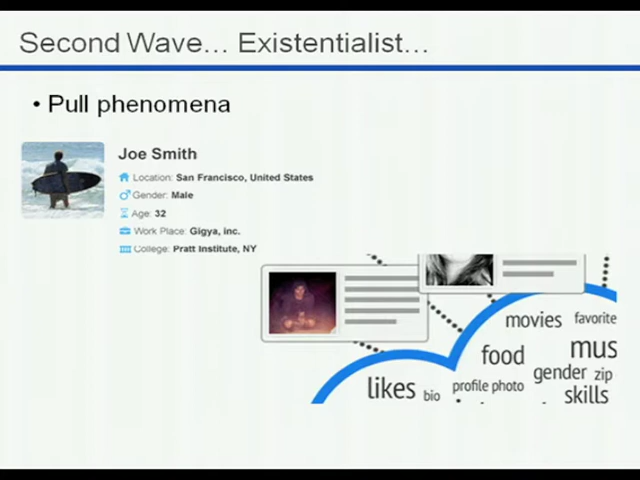 Second Wave... Existentialist...
• Pull phenomena
Joe Smith
Location: San Francisco, United States
Gender: Male
Age: 32
Work Place: Gigya, inc.
College: Pratt Institute, NY
movies favorite
food mus
gender zip
likes bio profile photo skills